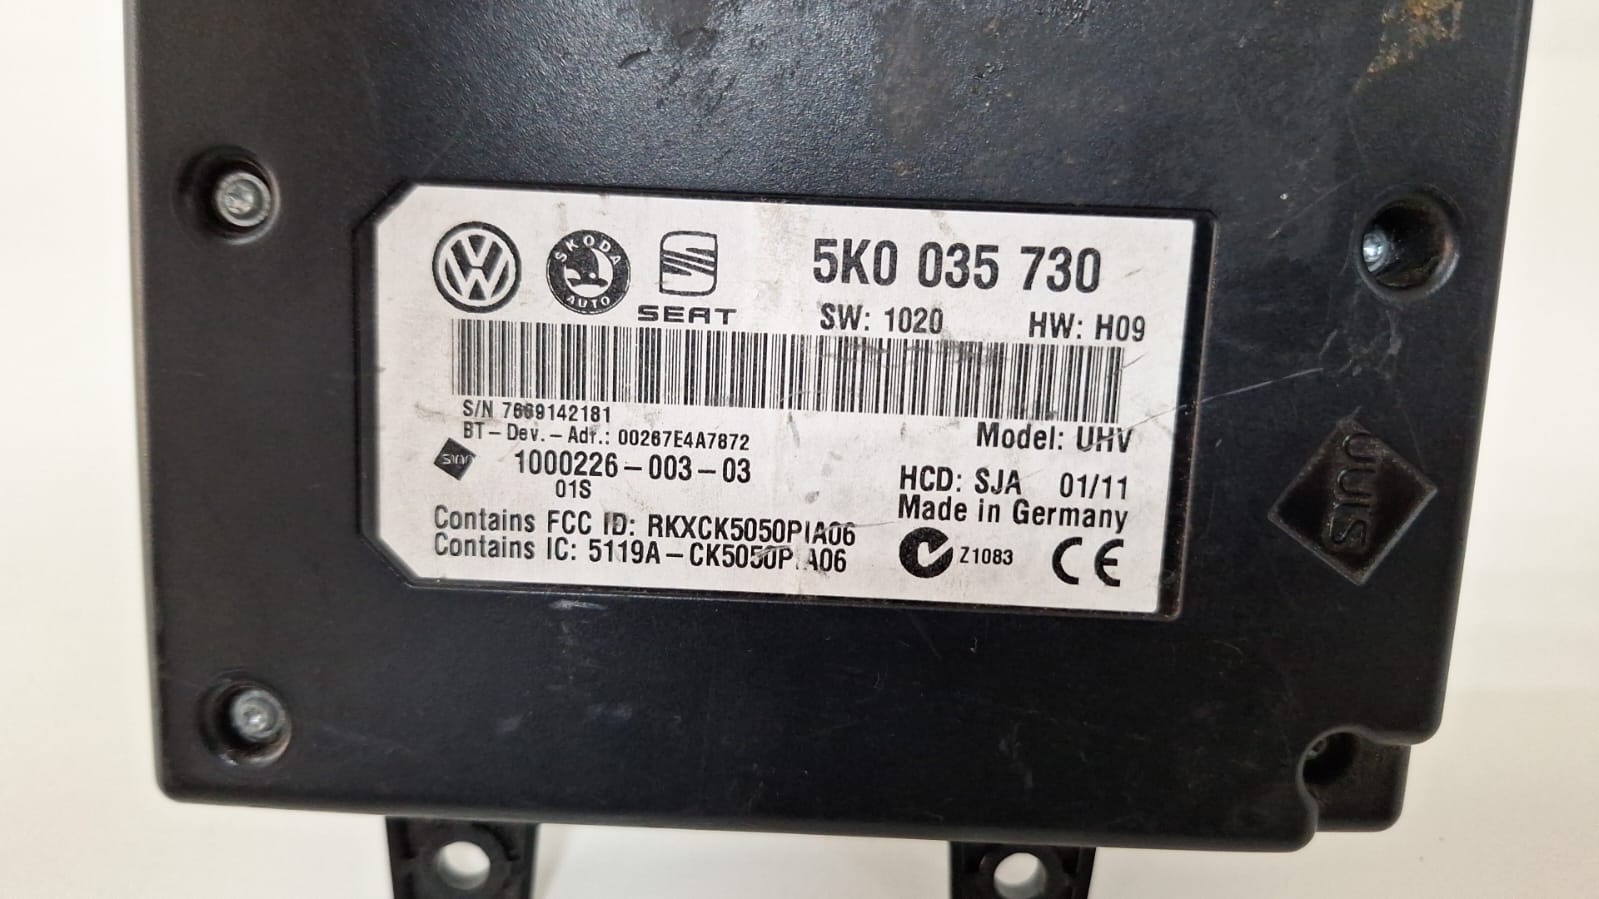 5K0 035 730
SKODA
AUTO
SEAT
SW: 1020 HW: H09
S/N 7669142181
BT-Dev.-Adr.: 00267E4A7872
Model: UHV
1000226-003-03
01S
HCD: SJA 01/11
Made in Germany
Contains FCC ID: RKXCK5050PIA06
Contains IC: 5119A-CK5050PIA06
Z1083
CE